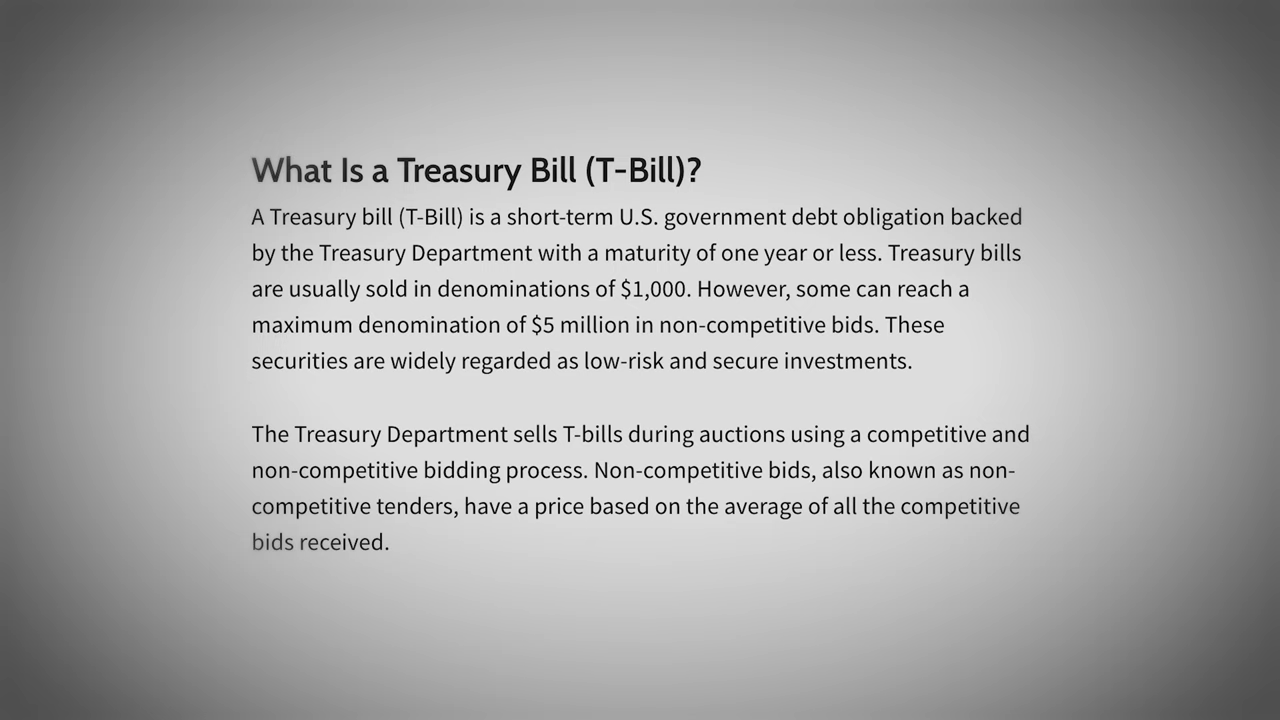 What Is a Treasury Bill (T-Bill)?
A Treasury bill (T-Bill) is a short-term U.S. government debt obligation backed
by the Treasury Department with a maturity of one year or less. Treasury bills
are usually sold in denominations of $1,000. However, some can reach a
maximum denomination of $5 million in non-competitive bids. These
securities are widely regarded as low-risk and secure investments.
The Treasury Department sells T-bills during auctions using a competitive and
non-competitive bidding process. Non-competitive bids, also known as non-
competitive tenders, have a price based on the average of all the competitive
bids received.